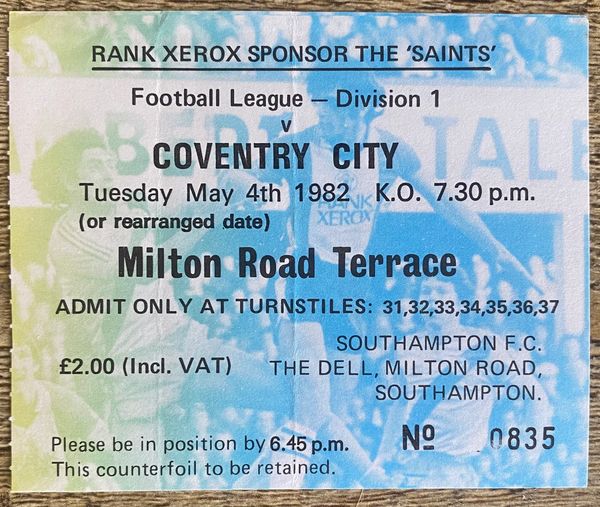 RANK XEROX SPONSOR THE 'SAINTS'
Football League — Division 1
v
COVENTRY CITY
Tuesday May 4th 1982 K.O. 7.30 p.m.
(or rearranged date)
Milton Road Terrace
ADMIT ONLY AT TURNSTILES: 31,32,33,34,35,36,37
SOUTHAMPTON F.C.
£2.00 (Incl. VAT) THE DELL, MILTON ROAD,
SOUTHAMPTON.
Please be in position by 6.45 p.m. Nº 0835
This counterfoil to be retained.
RANK
XEROX